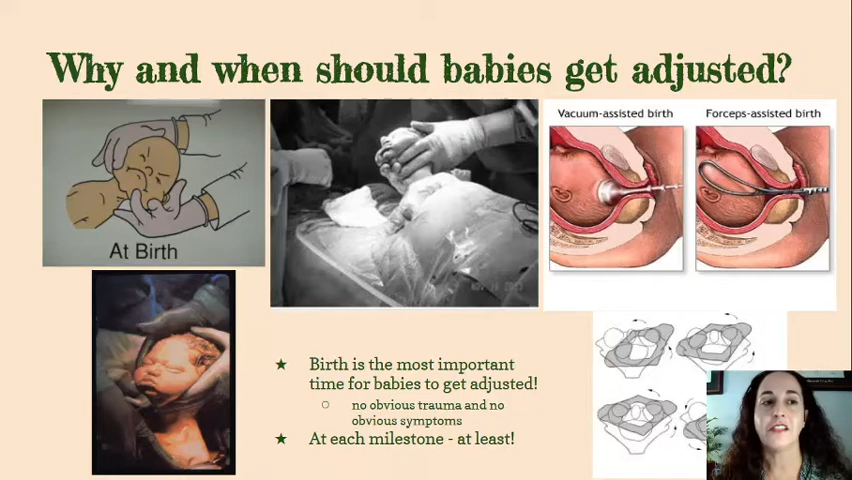 Why and when should babies get adjusted?
Vacuum-assisted birth
Forceps-assisted birth
At Birth
★ Birth is the most important
time for babies to get adjusted!
○ no obvious trauma and no
obvious symptoms
★ At each milestone - at least!